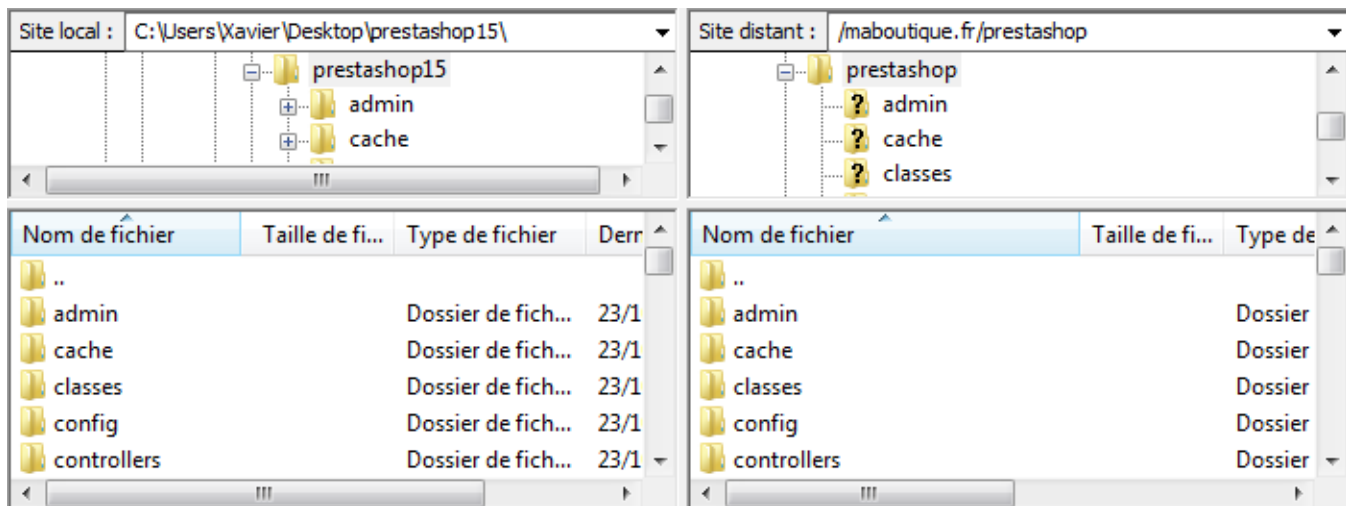 Site local : C:\Users\Xavier\Desktop\prestashop15\
prestashop15
admin
cache
Nom de fichier Taille de fi... Type de fichier Derr
..
admin Dossier de fich... 23/1
cache Dossier de fich... 23/1
classes Dossier de fich... 23/1
config Dossier de fich... 23/1
controllers Dossier de fich... 23/1
Site distant : /maboutique.fr/prestashop
prestashop
? admin
? cache
? classes
Nom de fichier Taille de fi... Type de
..
admin Dossier
cache Dossier
classes Dossier
config Dossier
controllers Dossier